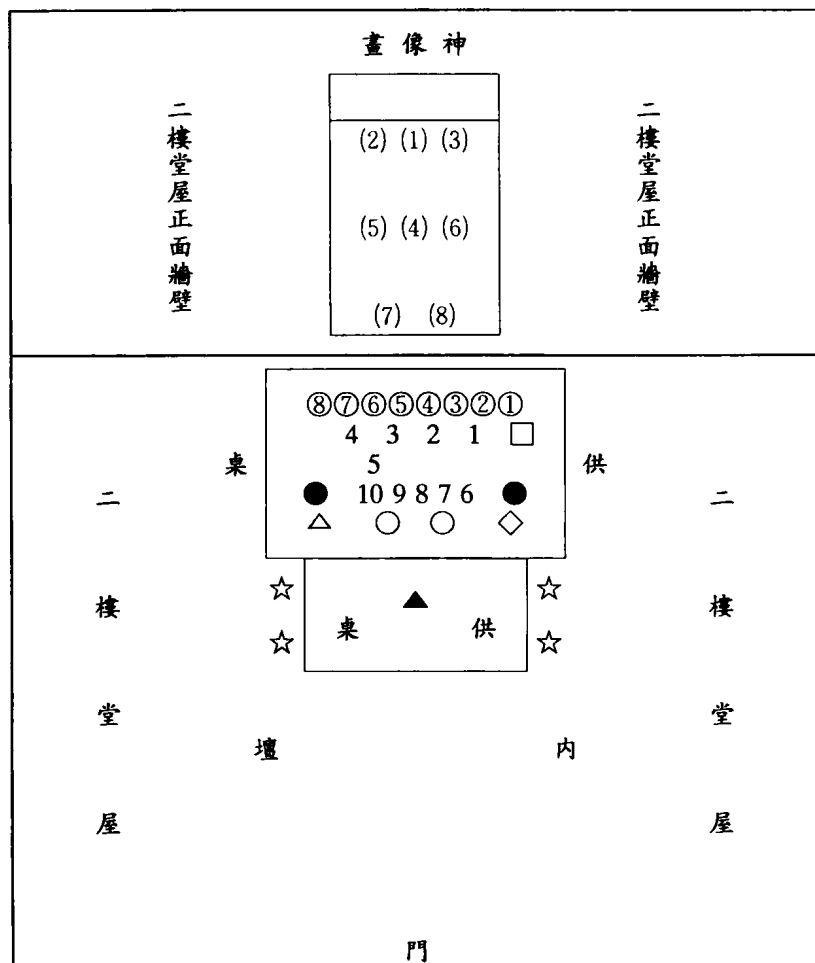 畫像神
二樓堂屋正面牆壁
二樓堂屋正面牆壁
(2) (1) (3)
(5) (4) (6)
(7) (8)
⑧⑦⑥⑤④③②①
4 3 2 1
5
10 9 8 7 6
桌
供
桌 供
二樓堂屋
二樓堂屋
壇 内
門